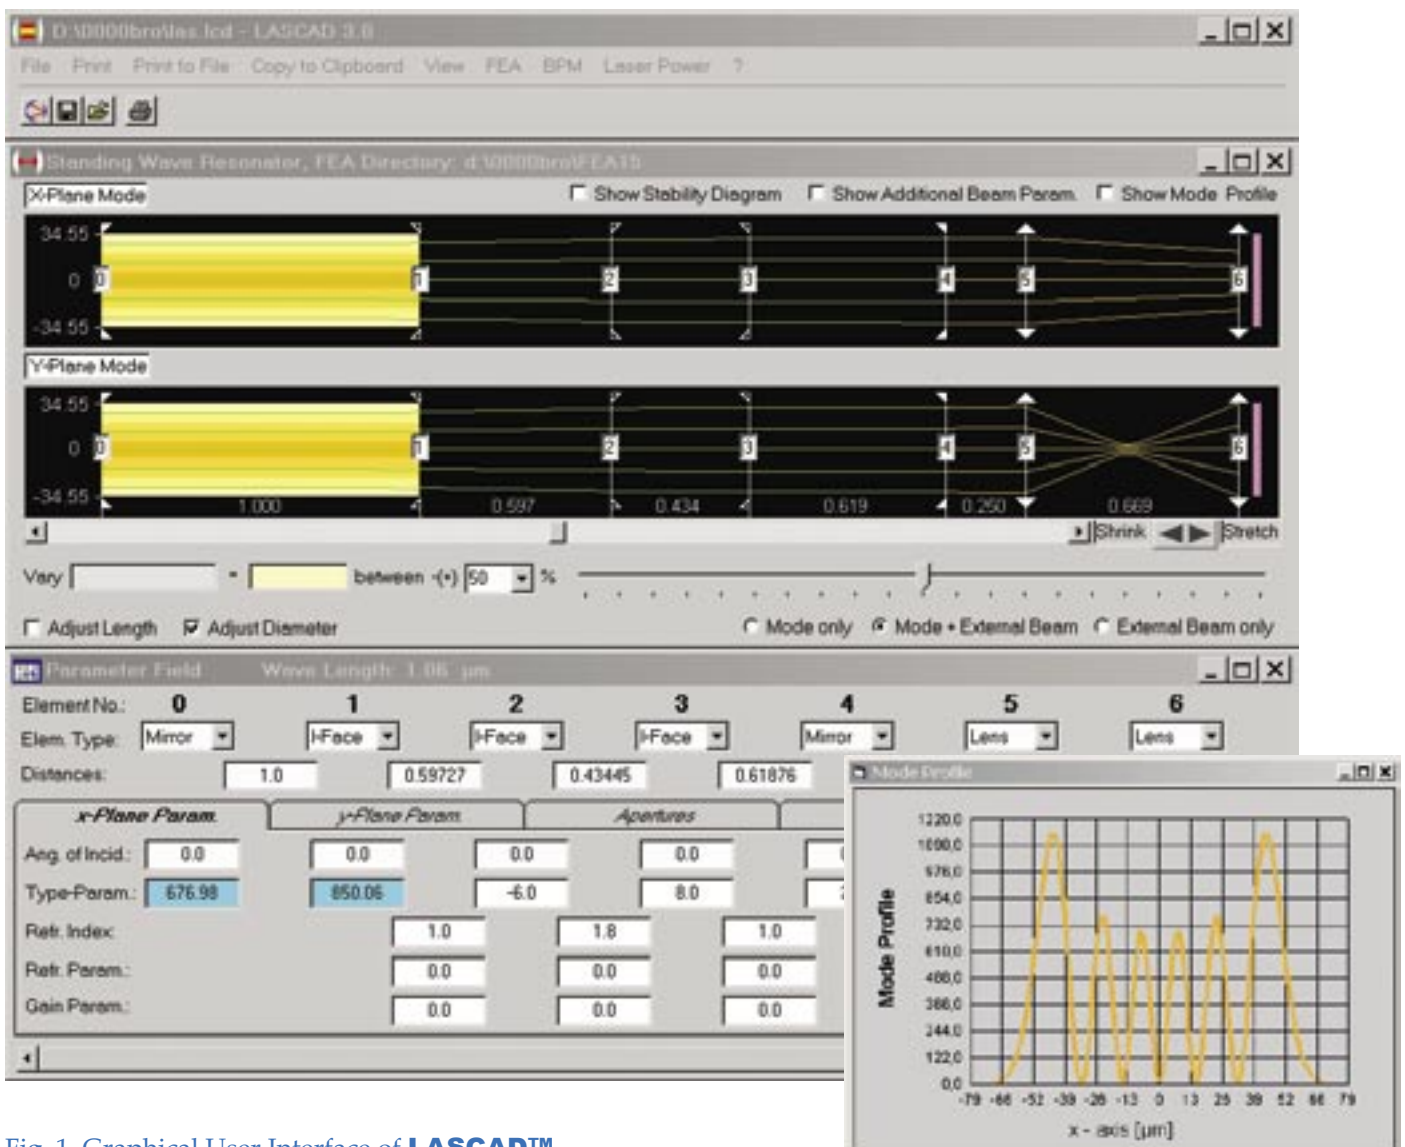 D:\0000bro\las.lcd - LASCAD 3.0
File Print Print to File Copy to Clipboard View FEA BPM Laser Power ?
Standing Wave Resonator, FEA Directory: d:\0000bro\FEA15
X-Plane Mode Show Stability Diagram Show Additional Beam Param. Show Mode Profile
34.55
0 0 1 2 3 4 5 6
-34.55
Y-Plane Mode
34.55
0 0 1 2 3 4 5 6
-34.55 1.000 0.597 0.434 0.619 0.250 0.669
Shrink Stretch
Vary = between -(+) 50 %
Adjust Length Adjust Diameter Mode only Mode + External Beam External Beam only
Parameter Field Wave Length: 1.06 µm
Element No.: 0 1 2 3 4 5 6
Elem. Type: Mirror I-Face I-Face I-Face Mirror Lens Lens
Distances: 1.0 0.59727 0.43445 0.61876
x-Plane Param. y-Plane Param. Apertures
Ang. of Incid.: 0.0 0.0 0.0 0.0
Type-Param.: 676.98 850.06 -6.0 8.0
Refr. Index: 1.0 1.8 1.0
Refr. Param.: 0.0 0.0 0.0
Gain Param.: 0.0 0.0 0.0
Mode Profile
Mode Profile
1220,0
1098,0
976,0
854,0
732,0
610,0
488,0
366,0
244,0
122,0
0,0
-79 -66 -52 -39 -26 -13 0 13 26 39 52 66 79
x - axis [µm]
Fig. 1. Graphical User Interface of LASCAD™